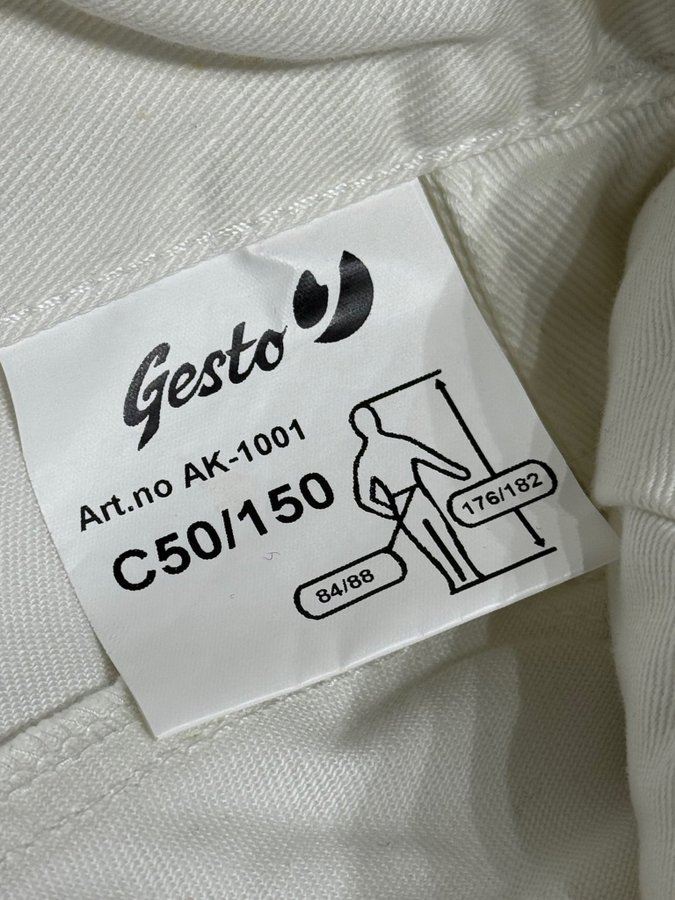 Gesto
Art.no AK-1001
C50/150
176/182
84/88